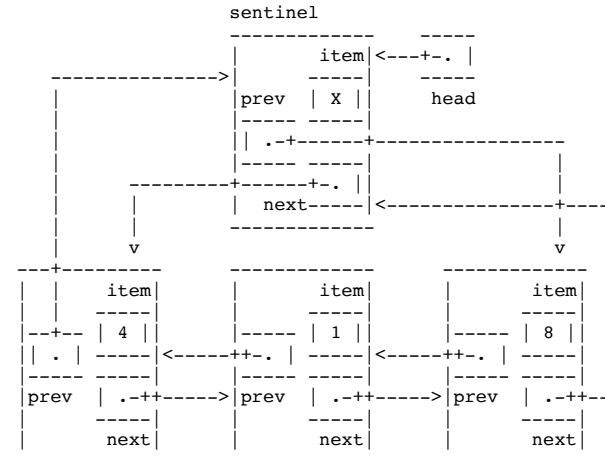 sentinel
item
prev X head
.
.
next
item item item
4 1 8
. . .
prev . prev . prev .
next next next